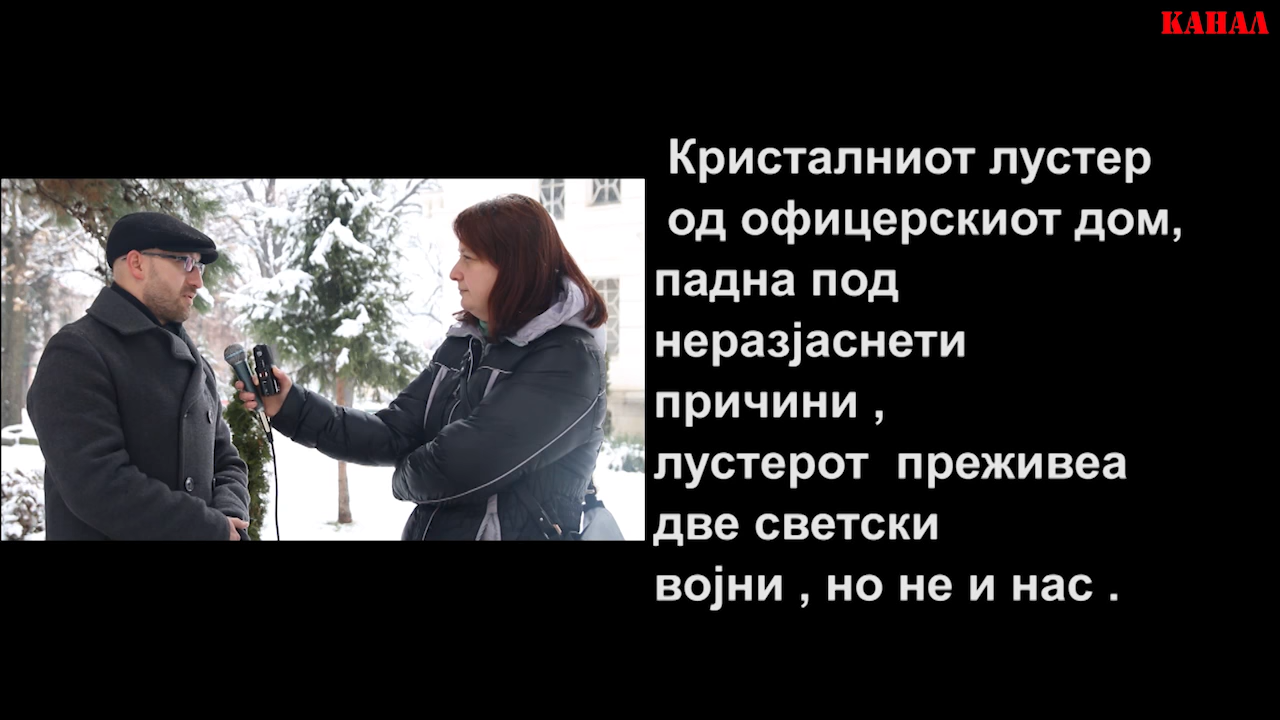 КАНАЛ
Кристалниот лустер
од офицерскиот дом,
падна под
неразјаснети
причини ,
лустерот преживеа
две светски
војни , но не и нас .